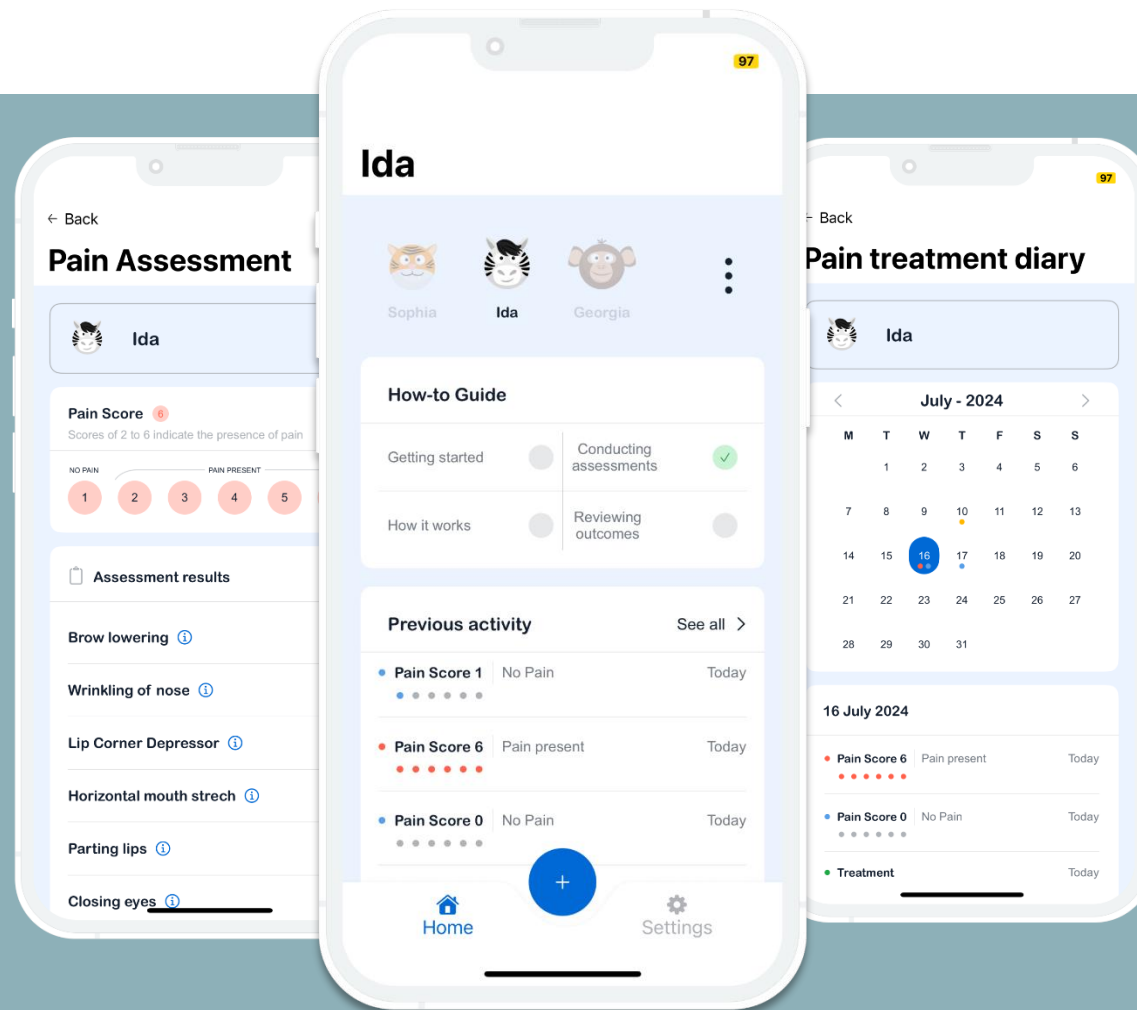 ← Back
Pain Assessment
Ida
Pain Score 6
Scores of 2 to 6 indicate the presence of pain
NO PAIN PAIN PRESENT
1 2 3 4 5
Assessment results
Brow lowering
Wrinkling of nose
Lip Corner Depressor
Horizontal mouth strech
Parting lips
Closing eyes
97
Ida
Sophia Ida Georgia
How-to Guide
Getting started
Conducting
assessments
How it works
Reviewing
outcomes
Previous activity See all >
Pain Score 1 No Pain Today
Pain Score 6 Pain present Today
Pain Score 0 No Pain Today
+
Home Settings
97
← Back
Pain treatment diary
Ida
< July - 2024 >
M T W T F S S
1 2 3 4 5 6
7 8 9 10 11 12 13
14 15 16 17 18 19 20
21 22 23 24 25 26 27
28 29 30 31
16 July 2024
Pain Score 6 Pain present Today
Pain Score 0 No Pain Today
Treatment Today